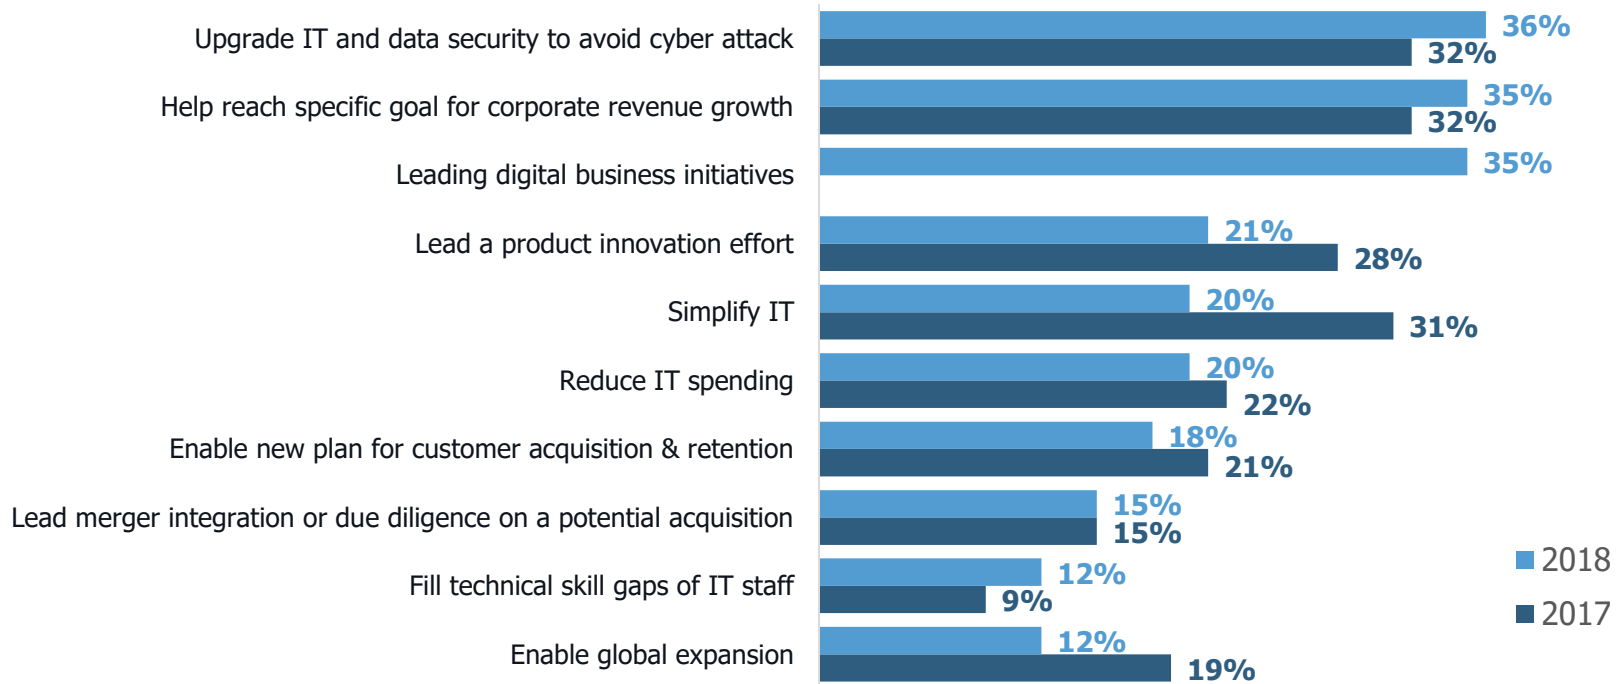 Upgrade IT and data security to avoid cyber attack
36%
32%
Help reach specific goal for corporate revenue growth
35%
32%
Leading digital business initiatives
35%
Lead a product innovation effort
21%
28%
Simplify IT
20%
31%
Reduce IT spending
20%
22%
Enable new plan for customer acquisition & retention
18%
21%
Lead merger integration or due diligence on a potential acquisition
15%
15%
Fill technical skill gaps of IT staff
12%
9%
Enable global expansion
12%
19%
2018
2017